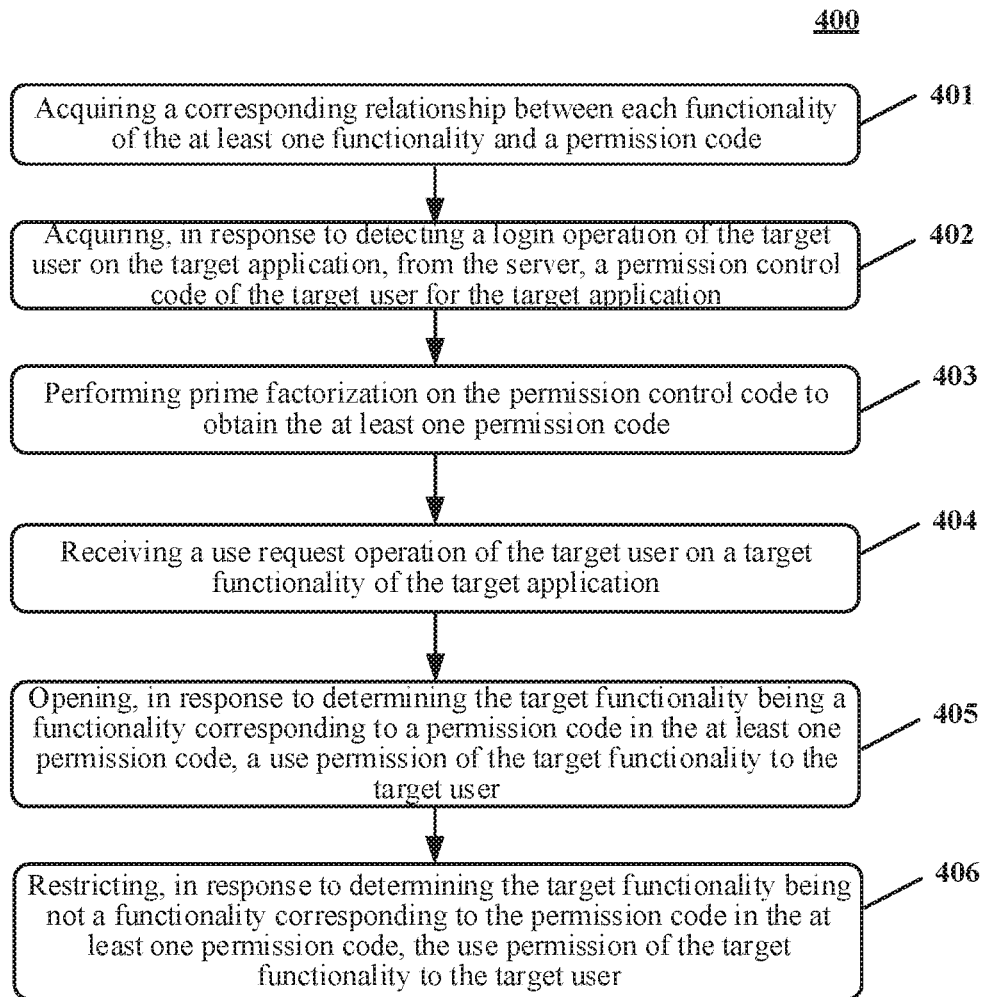 400
Acquiring a corresponding relationship between each functionality
of the at least one functionality and a permission code
401
Acquiring, in response to detecting a login operation of the target
user on the target application, from the server, a permission control
code of the target user for the target application
402
Performing prime factorization on the permission control code to
obtain the at least one permission code
403
Receiving a use request operation of the target user on a target
functionality of the target application
404
Opening, in response to determining the target functionality being a
functionality corresponding to a permission code in the at least one
permission code, a use permission of the target functionality to the
target user
405
Restricting, in response to determining the target functionality being
not a functionality corresponding to the permission code in the at
least one permission code, the use permission of the target
functionality to the target user
406